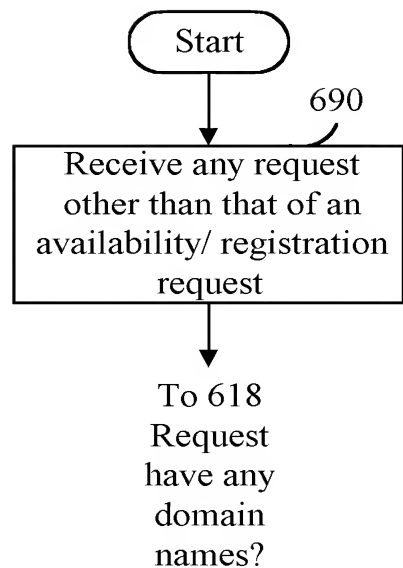 Start
690
Receive any request
other than that of an
availability/ registration
request
To 618
Request
have any
domain
names?